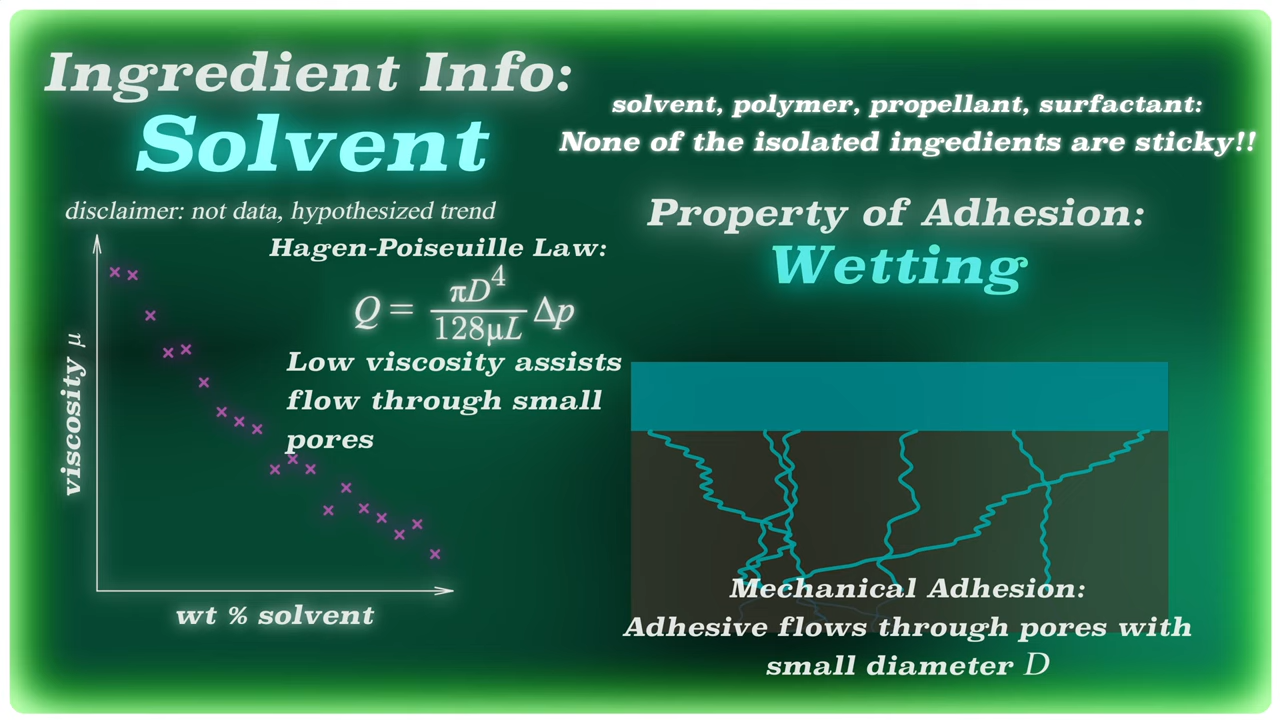 Ingredient Info:
Solvent
disclaimer: not data, hypothesized trend
viscosity μ
wt % solvent
Hagen-Poiseuille Law:
Q = πD⁴/128μL Δp
Low viscosity assists
flow through small
pores
solvent, polymer, propellant, surfactant:
None of the isolated ingedients are sticky!!
Property of Adhesion:
Wetting
Mechanical Adhesion:
Adhesive flows through pores with
small diameter D